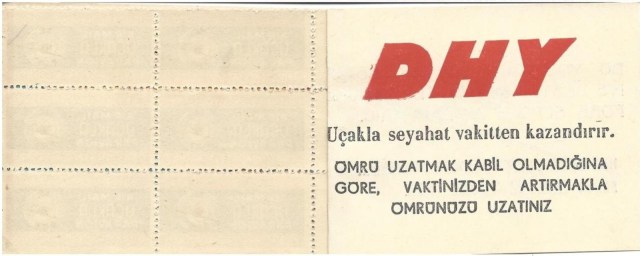 DHY
Uçakla seyahat vakitten kazandırır.
ÖMRÜ UZATMAK KABİL OLMADIĞINA
GÖRE, VAKTİNİZDEN ARTIRMAKLA
ÖMRÜNÜZÜ UZATINIZ